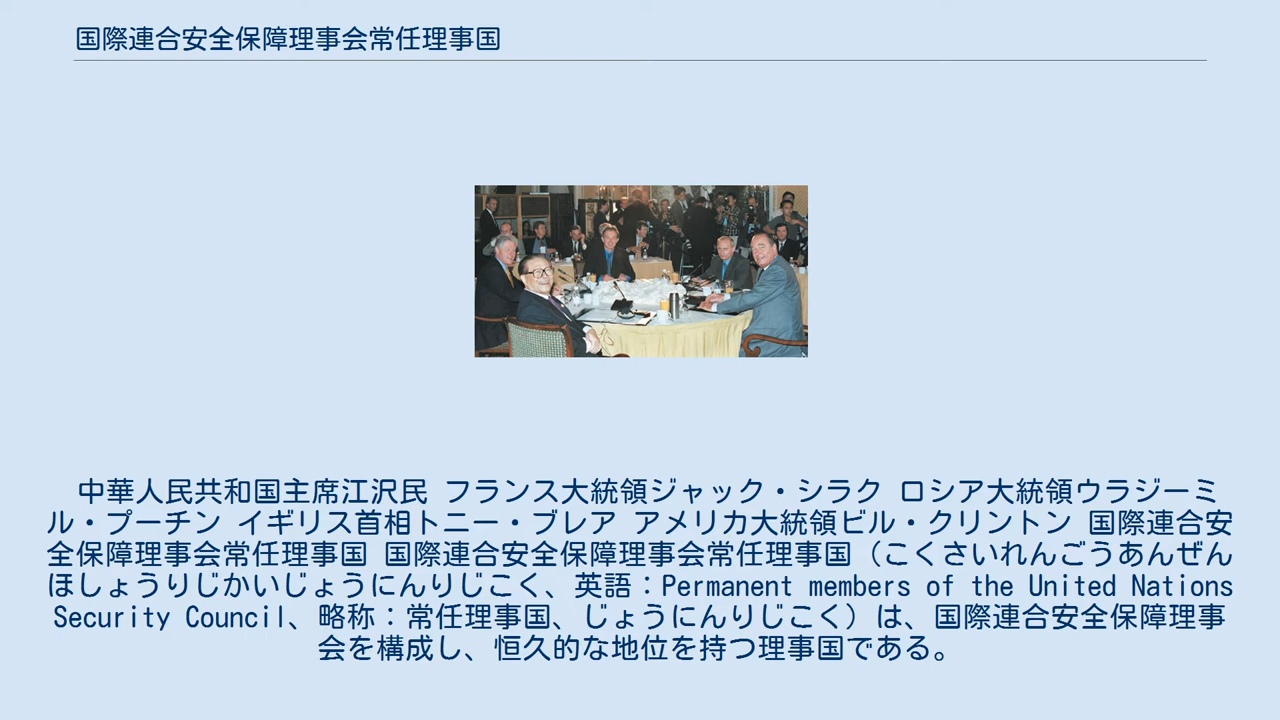 国際連合安全保障理事会常任理事国
中華人民共和国主席江沢民 フランス大統領ジャック・シラク ロシア大統領ウラジーミ
ル・プーチン イギリス首相トニー・ブレア アメリカ大統領ビル・クリントン 国際連合安
全保障理事会常任理事国 国際連合安全保障理事会常任理事国（こくさいれんごうあんぜん
ほしょうりじかいじょうにんりじこく、英語：Permanent members of the United Nations
Security Council、略称：常任理事国、じょうにんりじこく）は、国際連合安全保障理事
会を構成し、恒久的な地位を持つ理事国である。